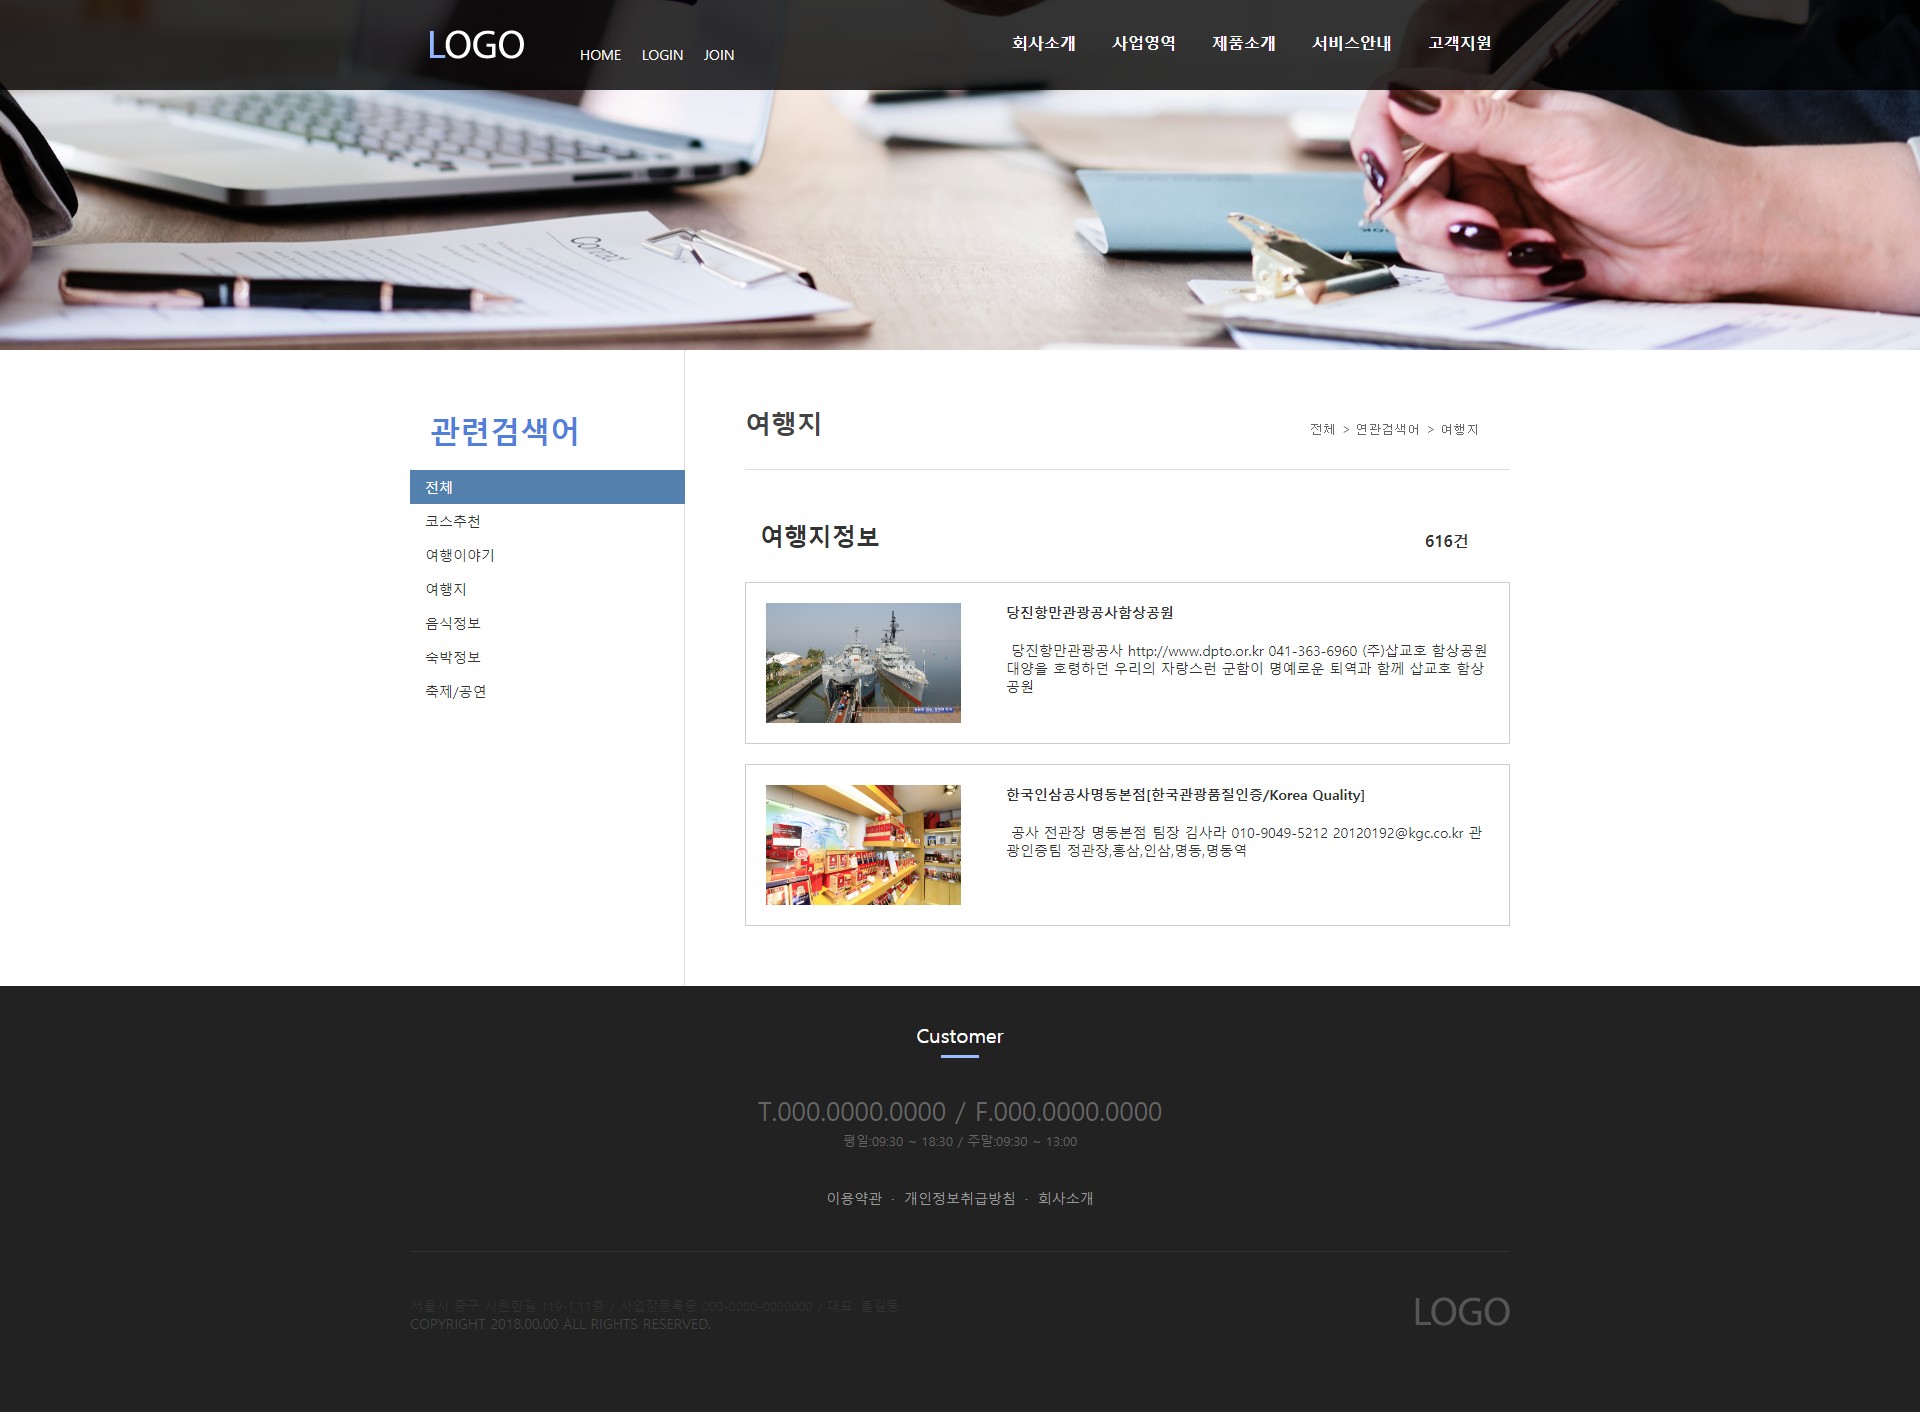 LOGO
HOME LOGIN JOIN
회사소개 사업영역 제품소개 서비스안내 고객지원
Contract
관련검색어
전체
코스추천
여행이야기
여행지
음식정보
숙박정보
축제/공연
여행지
전체 > 연관검색어 > 여행지
여행지정보
616건
당진항만관광공사함상공원
당진항만관광공사 http://www.dpto.or.kr 041-363-6960 (주)삽교호 함상공원
대양을 호령하던 우리의 자랑스런 군함이 명예로운 퇴역과 함께 삽교호 함상
공원
한국인삼공사명동본점[한국관광품질인증/Korea Quality]
공사 전관장 명동본점 팀장 김사라 010-9049-5212 20120192@kgc.co.kr 관
광인증팀 정관장,홍삼,인삼,명동,명동역
Customer
T.000.0000.0000 / F.000.0000.0000
평일:09:30 ~ 18:30 / 주말:09:30 ~ 13:00
이용약관 · 개인정보취급방침 · 회사소개
서울시 중구 시원한길 119-1,11층 / 사업장등록증 000-0000-0000000 / 대표 홍길동
COPYRIGHT 2018.00.00 ALL RIGHTS RESERVED.
LOGO